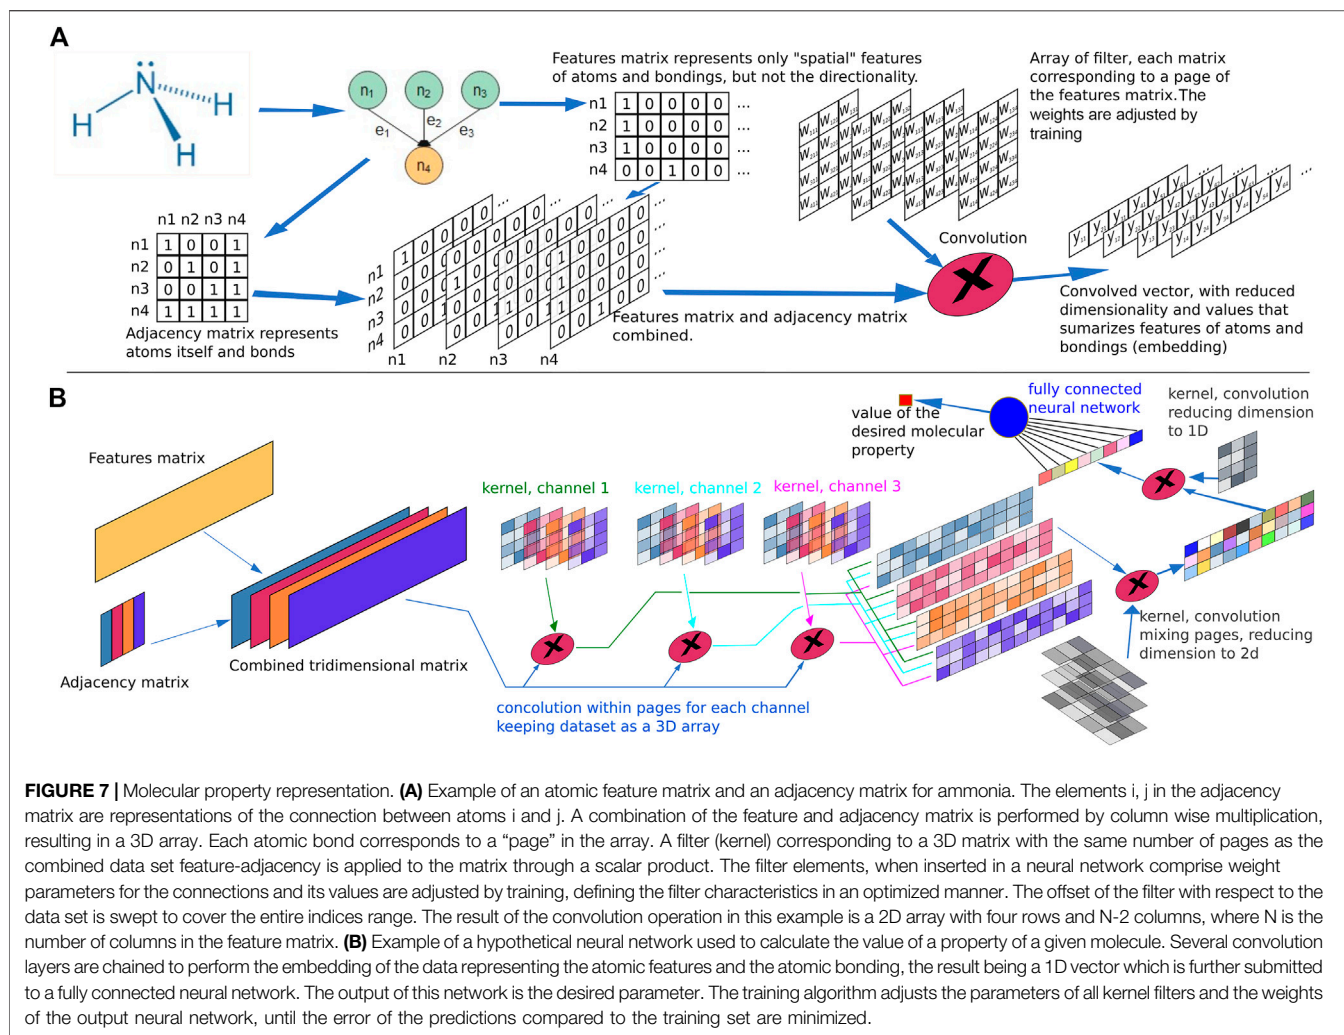 A
N
H
H
H
n1 n2 n3
e1 e2 e3
n4
Features matrix represents only "spatial" features
of atoms and bondings, but not the directionality.
n1 1 0 0 0 0 ...
n2 1 0 0 0 0 ...
n3 1 0 0 0 0 ...
n4 0 0 1 0 0 ...
Array of filter, each matrix
corresponding to a page of
the features matrix.The
weights are adjusted by
training
n1 n2 n3 n4
n1 1 0 0 1
n2 0 1 0 1
n3 0 0 1 1
n4 1 1 1 1
Adjacency matrix represents
atoms itself and bonds
n1
n2
n3
n4
n1 n2 n3 n4
Features matrix and adjacency matrix
combined.
Convolution
Convolved vector, with reduced
dimensionality and values that
sumarizes features of atoms and
bondings (embedding)
B
Features matrix
Adjacency matrix
Combined tridimensional matrix
kernel, channel 1
kernel, channel 2
kernel, channel 3
concolution within pages for each channel
keeping dataset as a 3D array
value of the
desired molecular
property
fully connected
neural network
kernel, convolution
reducing dimension
to 1D
kernel, convolution
mixing pages, reducing
dimension to 2d
FIGURE 7 | Molecular property representation. (A) Example of an atomic feature matrix and an adjacency matrix for ammonia. The elements i, j in the adjacency
matrix are representations of the connection between atoms i and j. A combination of the feature and adjacency matrix is performed by column wise multiplication,
resulting in a 3D array. Each atomic bond corresponds to a “page” in the array. A filter (kernel) corresponding to a 3D matrix with the same number of pages as the
combined data set feature-adjacency is applied to the matrix through a scalar product. The filter elements, when inserted in a neural network comprise weight
parameters for the connections and its values are adjusted by training, defining the filter characteristics in an optimized manner. The offset of the filter with respect to the
data set is swept to cover the entire indices range. The result of the convolution operation in this example is a 2D array with four rows and N-2 columns, where N is the
number of columns in the feature matrix. (B) Example of a hypothetical neural network used to calculate the value of a property of a given molecule. Several convolution
layers are chained to perform the embedding of the data representing the atomic features and the atomic bonding, the result being a 1D vector which is further submitted
to a fully connected neural network. The output of this network is the desired parameter. The training algorithm adjusts the parameters of all kernel filters and the weights
of the output neural network, until the error of the predictions compared to the training set are minimized.